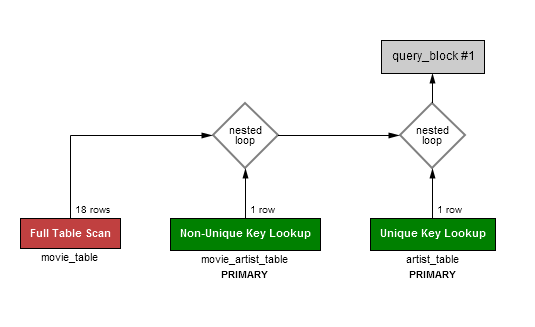 query_block #1
nested
loop
nested
loop
18 rows
1 row
1 row
Full Table Scan
Non-Unique Key Lookup
Unique Key Lookup
movie_table
movie_artist_table
artist_table
PRIMARY
PRIMARY